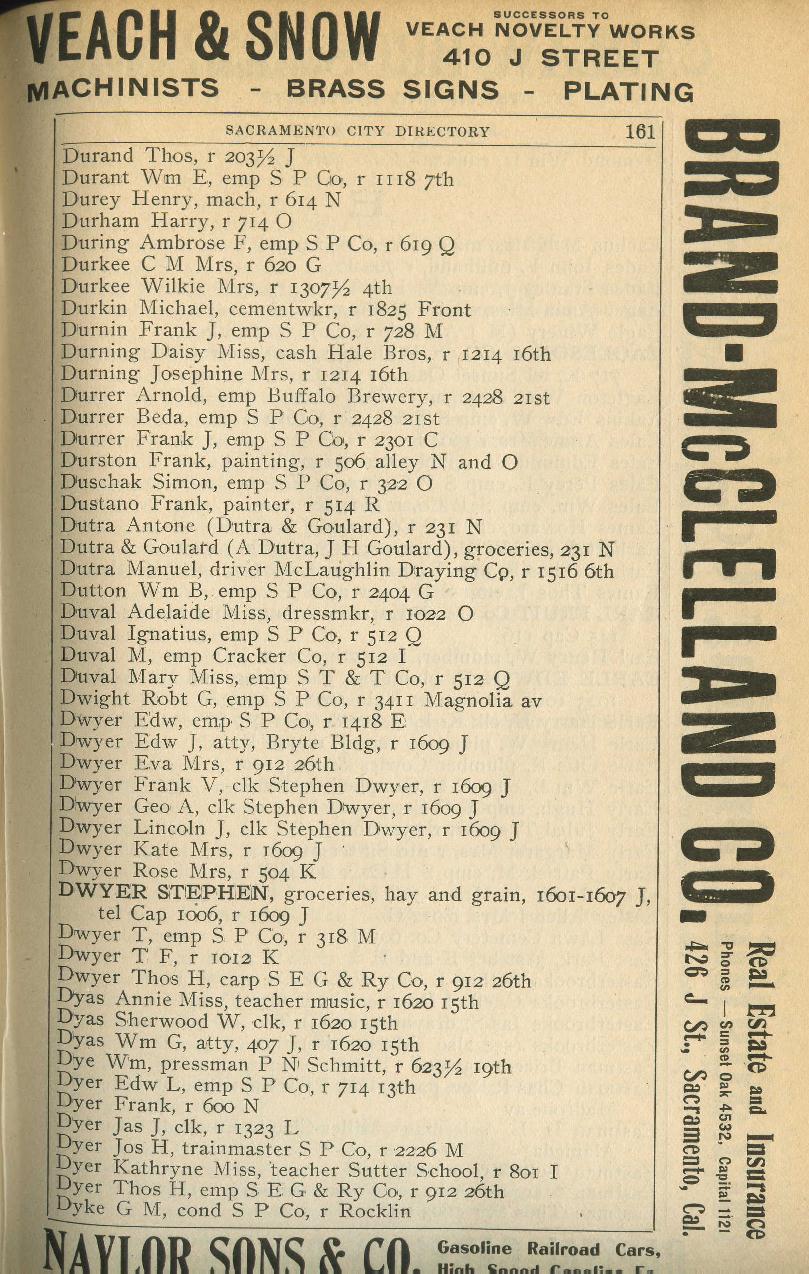 VEACH & SNOW
SUCCESSORS TO
VEACH NOVELTY WORKS
410 J STREET
MACHINISTS - BRASS SIGNS - PLATING
SACRAMENTO CITY DIRECTORY 161
Durand Thos, r 203½ J
Durant Wm E, emp S P Co, r 1118 7th
Durey Henry, mach, r 614 N
Durham Harry, r 714 O
During Ambrose F, emp S P Co, r 619 Q
Durkee C M Mrs, r 620 G
Durkee Wilkie Mrs, r 1307½ 4th
Durkin Michael, cementwkr, r 1825 Front
Durnin Frank J, emp S P Co, r 728 M
Durning Daisy Miss, cash Hale Bros, r 1214 16th
Durning Josephine Mrs, r 1214 16th
Durrer Arnold, emp Buffalo Brewery, r 2428 21st
Durrer Beda, emp S P Co, r 2428 21st
Durrer Frank J, emp S P Co, r 2301 C
Durston Frank, painting, r 506 alley N and O
Duschak Simon, emp S P Co, r 322 O
Dustano Frank, painter, r 514 R
Dutra Antone (Dutra & Goulard), r 231 N
Dutra & Goulard (A Dutra, J H Goulard), groceries, 231 N
Dutra Manuel, driver McLaughlin Draying Co, r 1516 6th
Dutton Wm B, emp S P Co, r 2404 G
Duval Adelaide Miss, dressmkr, r 1022 O
Duval Ignatius, emp S P Co, r 512 Q
Duval M, emp Cracker Co, r 512 I
Duval Mary Miss, emp S T & T Co, r 512 Q
Dwight Robt G, emp S P Co, r 3411 Magnolia av
Dwyer Edw, emp S P Co, r 1418 E
Dwyer Edw J, atty, Bryte Bldg, r 1609 J
Dwyer Eva Mrs, r 912 26th
Dwyer Frank V, clk Stephen Dwyer, r 1609 J
Dwyer Geo A, clk Stephen Dwyer, r 1609 J
Dwyer Lincoln J, clk Stephen Dwyer, r 1609 J
Dwyer Kate Mrs, r 1609 J
Dwyer Rose Mrs, r 504 K
DWYER STEPHEN, groceries, hay and grain, 1601-1607 J,
tel Cap 1006, r 1609 J
Dwyer T, emp S P Co, r 318 M
Dwyer T F, r 1012 K
Dwyer Thos H, carp S E G & Ry Co, r 912 26th
Dyas Annie Miss, teacher music, r 1620 15th
Dyas Sherwood W, clk, r 1620 15th
Dyas Wm G, atty, 407 J, r 1620 15th
Dye Wm, pressman P N Schmitt, r 623½ 19th
Dyer Edw L, emp S P Co, r 714 13th
Dyer Frank, r 600 N
Dyer Jas J, clk, r 1323 L
Dyer Jos H, trainmaster S P Co, r 2226 M
Dyer Kathryne Miss, teacher Sutter School, r 801 I
Dyer Thos H, emp S E G & Ry Co, r 912 26th
Dyke G M, cond S P Co, r Rocklin
BRAND-McCLELLAND CO.
Real Estate and Insurance
Phones — Sunset Oak 4532, Capital 1121
426 J St., Sacramento, Cal.
NAYLOR SONS & CO.
Gasoline Railroad Cars,
High Speed Gasoline